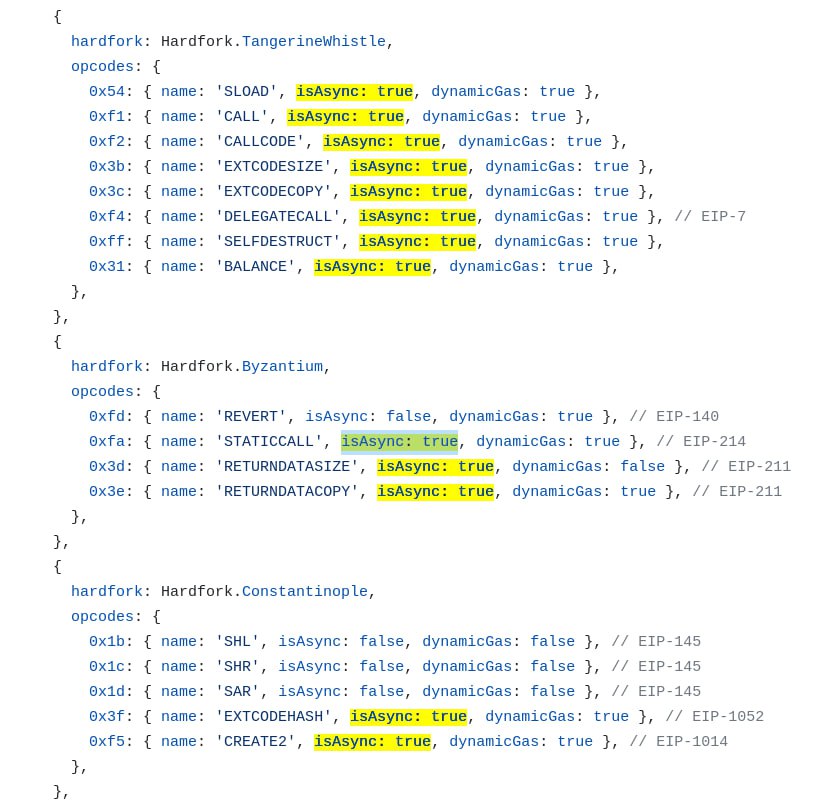 {
hardfork: Hardfork.TangerineWhistle,
opcodes: {
0x54: { name: 'SLOAD', isAsync: true, dynamicGas: true },
0xf1: { name: 'CALL', isAsync: true, dynamicGas: true },
0xf2: { name: 'CALLCODE', isAsync: true, dynamicGas: true },
0x3b: { name: 'EXTCODESIZE', isAsync: true, dynamicGas: true },
0x3c: { name: 'EXTCODECOPY', isAsync: true, dynamicGas: true },
0xf4: { name: 'DELEGATECALL', isAsync: true, dynamicGas: true }, // EIP-7
0xff: { name: 'SELFDESTRUCT', isAsync: true, dynamicGas: true },
0x31: { name: 'BALANCE', isAsync: true, dynamicGas: true },
},
},
{
hardfork: Hardfork.Byzantium,
opcodes: {
0xfd: { name: 'REVERT', isAsync: false, dynamicGas: true }, // EIP-140
0xfa: { name: 'STATICCALL', isAsync: true, dynamicGas: true }, // EIP-214
0x3d: { name: 'RETURNDATASIZE', isAsync: true, dynamicGas: false }, // EIP-211
0x3e: { name: 'RETURNDATACOPY', isAsync: true, dynamicGas: true }, // EIP-211
},
},
{
hardfork: Hardfork.Constantinople,
opcodes: {
0x1b: { name: 'SHL', isAsync: false, dynamicGas: false }, // EIP-145
0x1c: { name: 'SHR', isAsync: false, dynamicGas: false }, // EIP-145
0x1d: { name: 'SAR', isAsync: false, dynamicGas: false }, // EIP-145
0x3f: { name: 'EXTCODEHASH', isAsync: true, dynamicGas: true }, // EIP-1052
0xf5: { name: 'CREATE2', isAsync: true, dynamicGas: true }, // EIP-1014
},
},